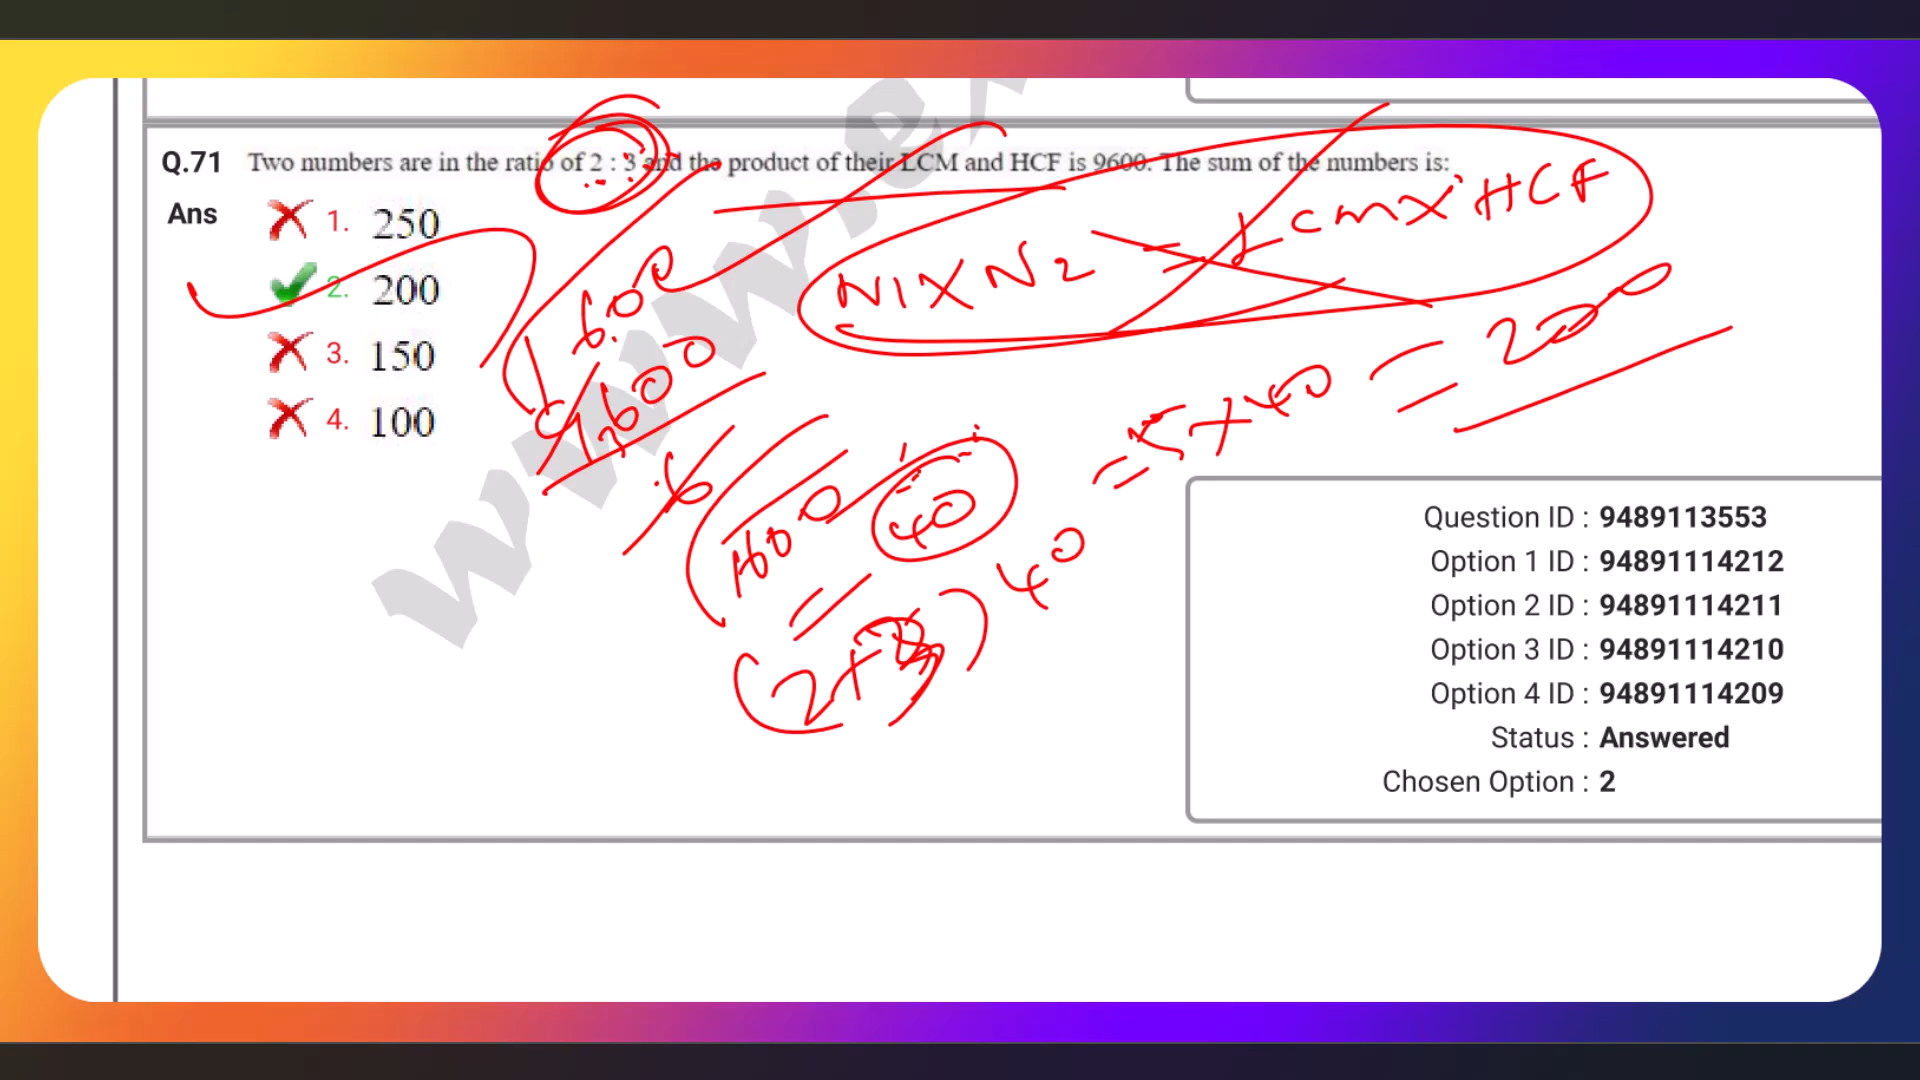 Q.71 Two numbers are in the ratio of 2 : 3 and the product of their LCM and HCF is 9600. The sum of the numbers is:
Ans
1. 250
2. 200
3. 150
4. 100
N1 X N2 = LCM X HCF
600
9600
6
1600 = 40
(2+3) 40 = 5 X 40 = 200
www.ex
Question ID : 9489113553
Option 1 ID : 94891114212
Option 2 ID : 94891114211
Option 3 ID : 94891114210
Option 4 ID : 94891114209
Status : Answered
Chosen Option : 2